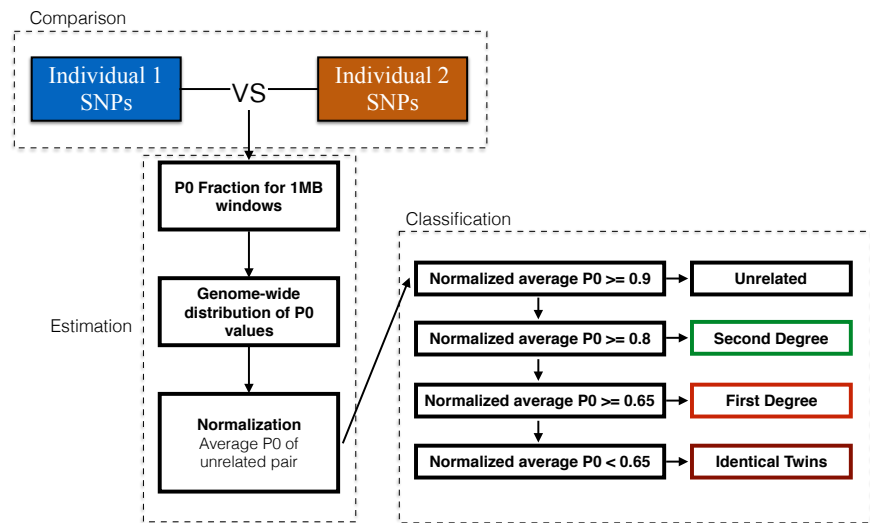 Comparison
Individual 1
SNPs
VS
Individual 2
SNPs
Estimation
P0 Fraction for 1MB
windows
Genome-wide
distribution of P0
values
Normalization
Average P0 of
unrelated pair
Classification
Normalized average P0 >= 0.9
Unrelated
Normalized average P0 >= 0.8
Second Degree
Normalized average P0 >= 0.65
First Degree
Normalized average P0 < 0.65
Identical Twins